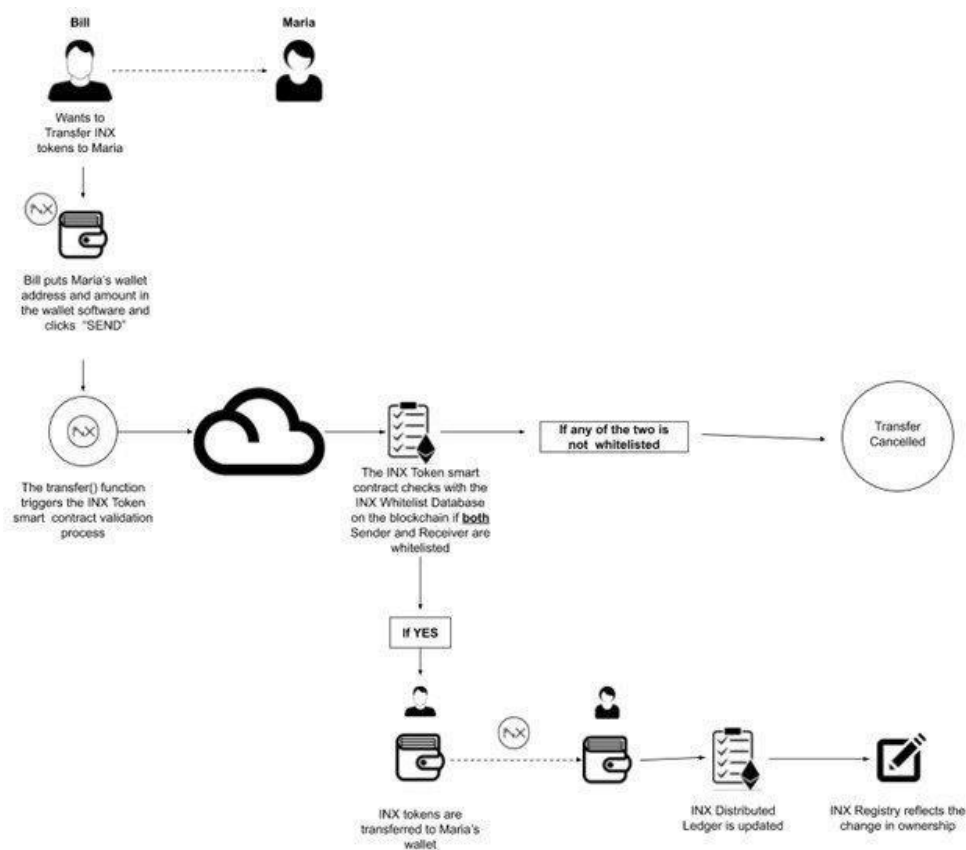 Bill
Maria
Wants to
Transfer INX
tokens to Maria
NX
Bill puts Maria's wallet
address and amount in
the wallet software and
clicks "SEND"
NX
The transfer() function
triggers the INX Token
smart contract validation
process
The INX Token smart
contract checks with the
INX Whitelist Database
on the blockchain if both
Sender and Receiver are
whitelisted
If any of the two is
not whitelisted
Transfer
Cancelled
If YES
NX
INX tokens are
transferred to Maria's
wallet
INX Distributed
Ledger is updated
INX Registry reflects the
change in ownership